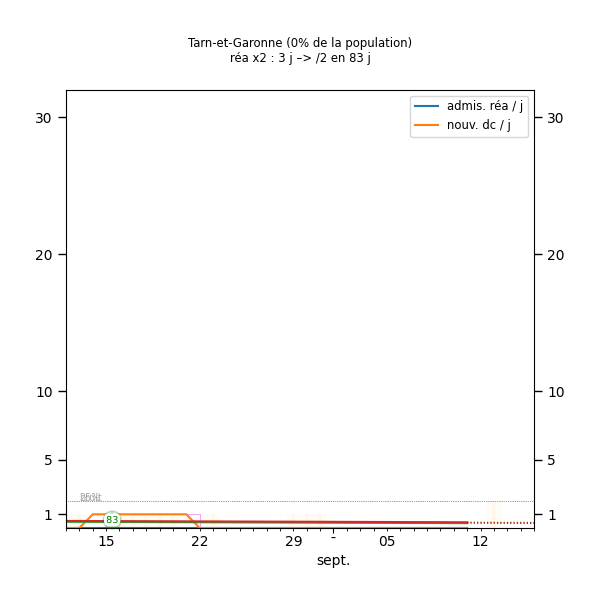 Tarn-et-Garonne (0% de la population)
réa x2 : 3 j –> /2 en 83 j
admis. réa / j
nouv. dc / j
30 30
20 20
10 10
5 5
1 1
83
15 22 29 - 05 12
sept.